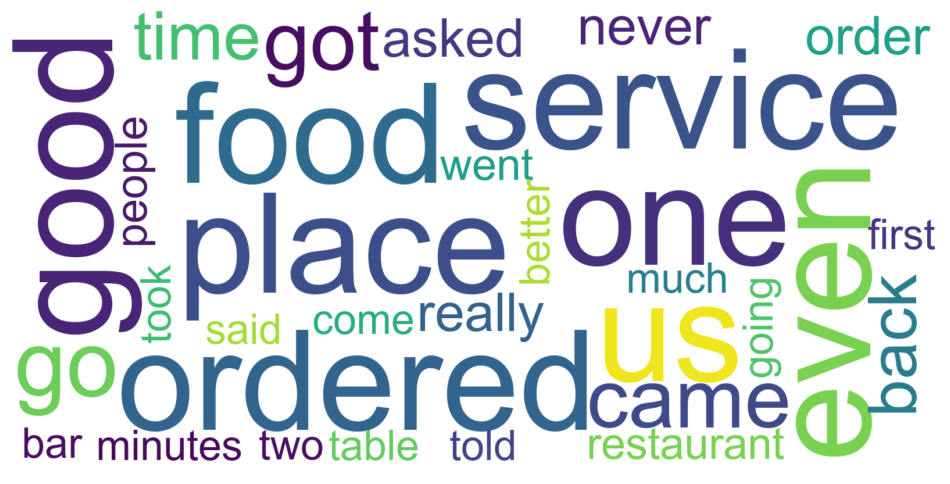 time
got
asked
never
order
good
people
food
service
went
place
better
one
even
first
took
said
come
really
much
us
going
back
go
ordered
came
bar
minutes
two
table
told
restaurant